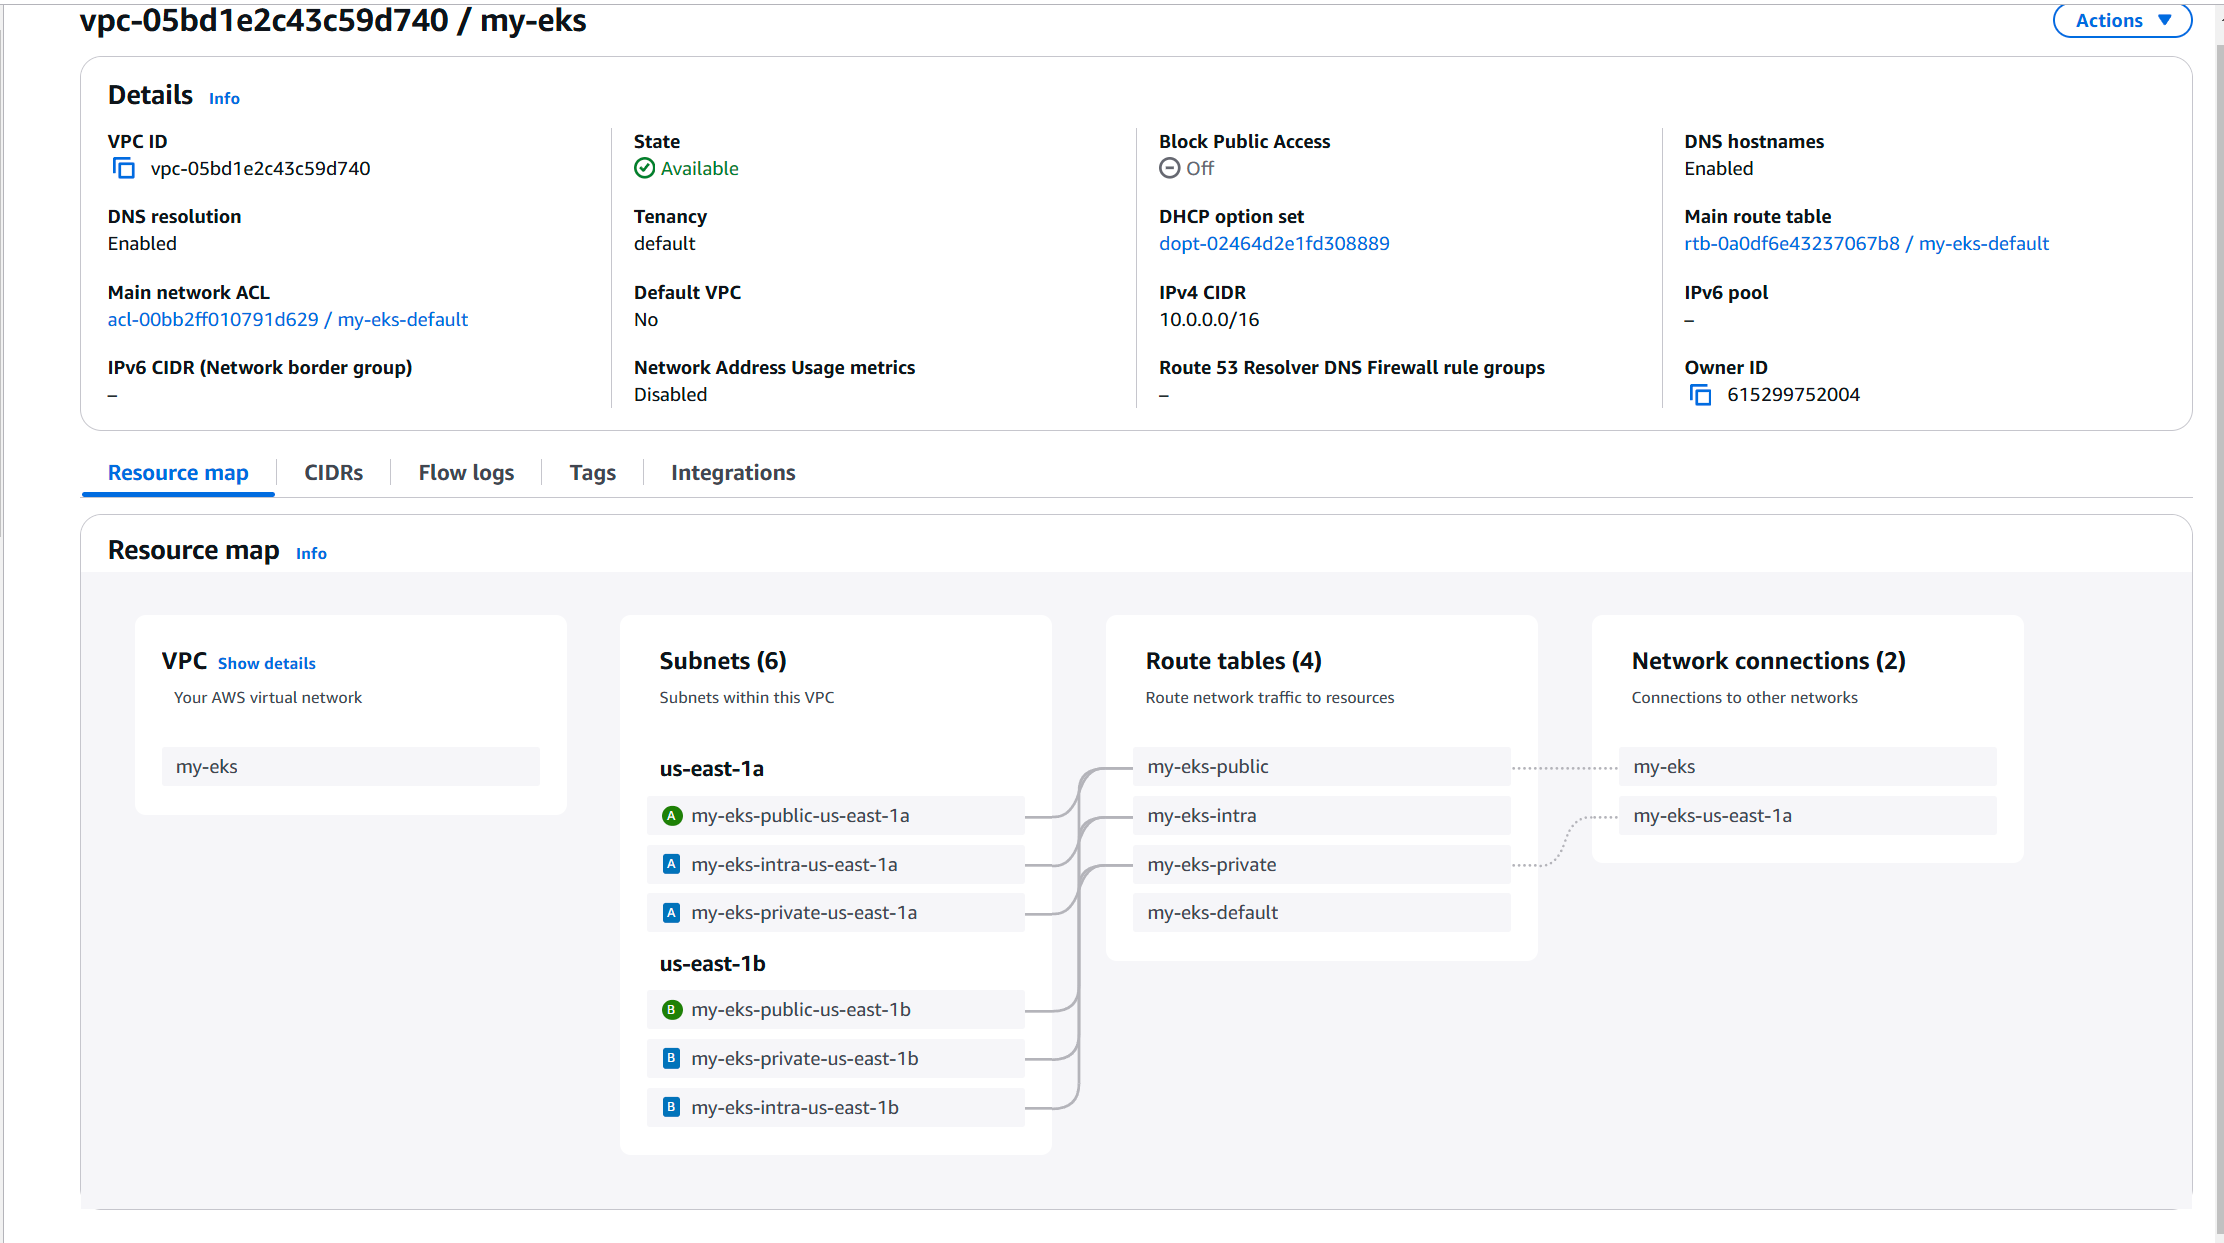 vpc-05bd1e2c43c59d740 / my-eks
Actions
Details Info
VPC ID
vpc-05bd1e2c43c59d740
State
Available
Block Public Access
Off
DNS hostnames
Enabled
DNS resolution
Enabled
Tenancy
default
DHCP option set
dopt-02464d2e1fd308889
Main route table
rtb-0a0df6e43237067b8 / my-eks-default
Main network ACL
acl-00bb2ff010791d629 / my-eks-default
Default VPC
No
IPv4 CIDR
10.0.0.0/16
IPv6 pool
–
IPv6 CIDR (Network border group)
–
Network Address Usage metrics
Disabled
Route 53 Resolver DNS Firewall rule groups
–
Owner ID
615299752004
Resource map
CIDRs
Flow logs
Tags
Integrations
Resource map Info
VPC Show details
Your AWS virtual network
my-eks
Subnets (6)
Subnets within this VPC
us-east-1a
A my-eks-public-us-east-1a
A my-eks-intra-us-east-1a
A my-eks-private-us-east-1a
us-east-1b
B my-eks-public-us-east-1b
B my-eks-private-us-east-1b
B my-eks-intra-us-east-1b
Route tables (4)
Route network traffic to resources
my-eks-public
my-eks-intra
my-eks-private
my-eks-default
Network connections (2)
Connections to other networks
my-eks
my-eks-us-east-1a